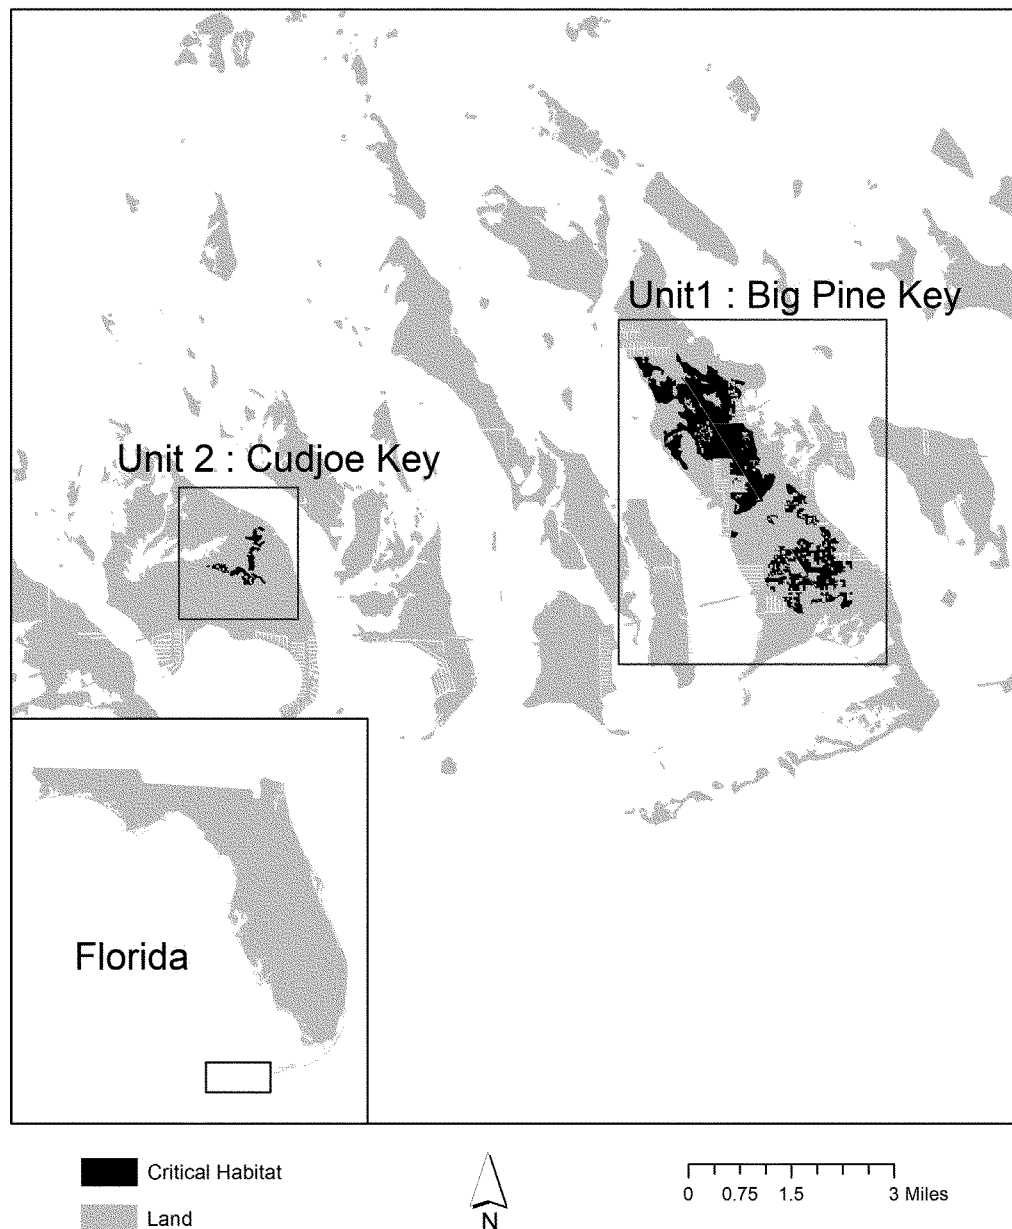 Unit1 : Big Pine Key
Unit 2 : Cudjoe Key
Florida
Critical Habitat
Land
N
0 0.75 1.5 3 Miles